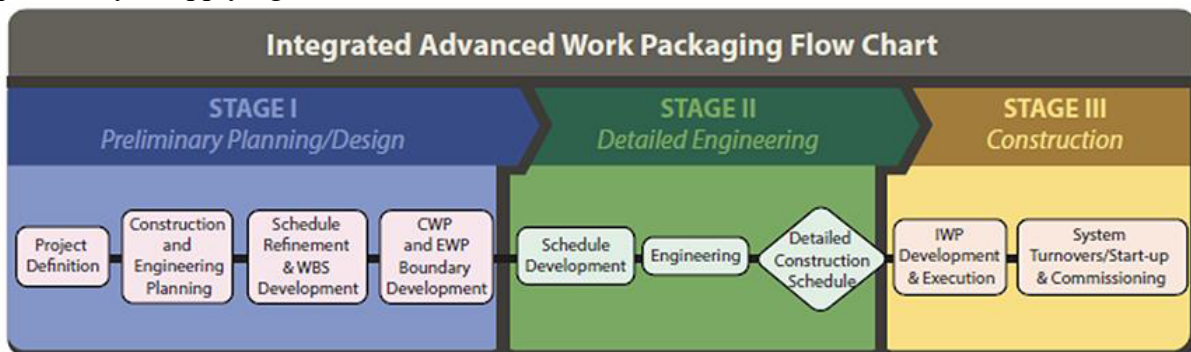 Integrated Advanced Work Packaging Flow Chart
STAGE I
Preliminary Planning/Design
STAGE II
Detailed Engineering
STAGE III
Construction
Project
Definition
Construction
and
Engineering
Planning
Schedule
Refinement
& WBS
Development
CWP
and EWP
Boundary
Development
Schedule
Development
Engineering
Detailed
Construction
Schedule
IWP
Development
& Execution
System
Turnovers/Start-up
& Commissioning